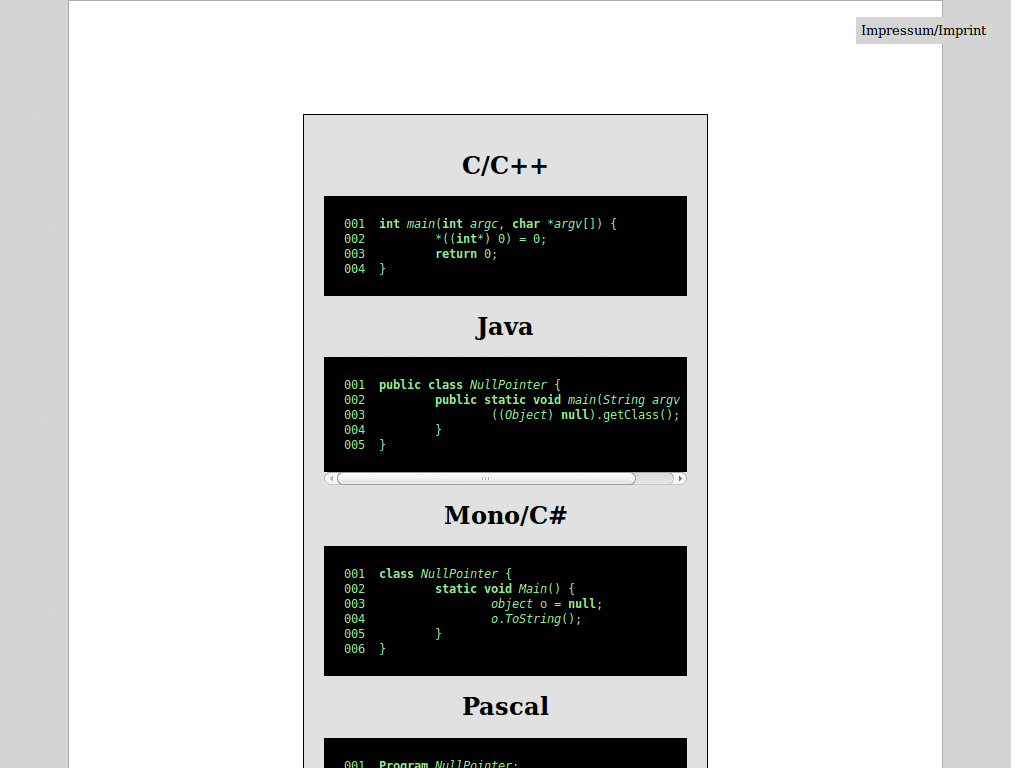 Impressum/Imprint
C/C++
001 int main(int argc, char *argv[]) {
002 *((int*) 0) = 0;
003 return 0;
004 }
Java
001 public class NullPointer {
002 public static void main(String argv
003 ((Object) null).getClass();
004 }
005 }
Mono/C#
001 class NullPointer {
002 static void Main() {
003 object o = null;
004 o.ToString();
005 }
006 }
Pascal
001 Program NullPointer;